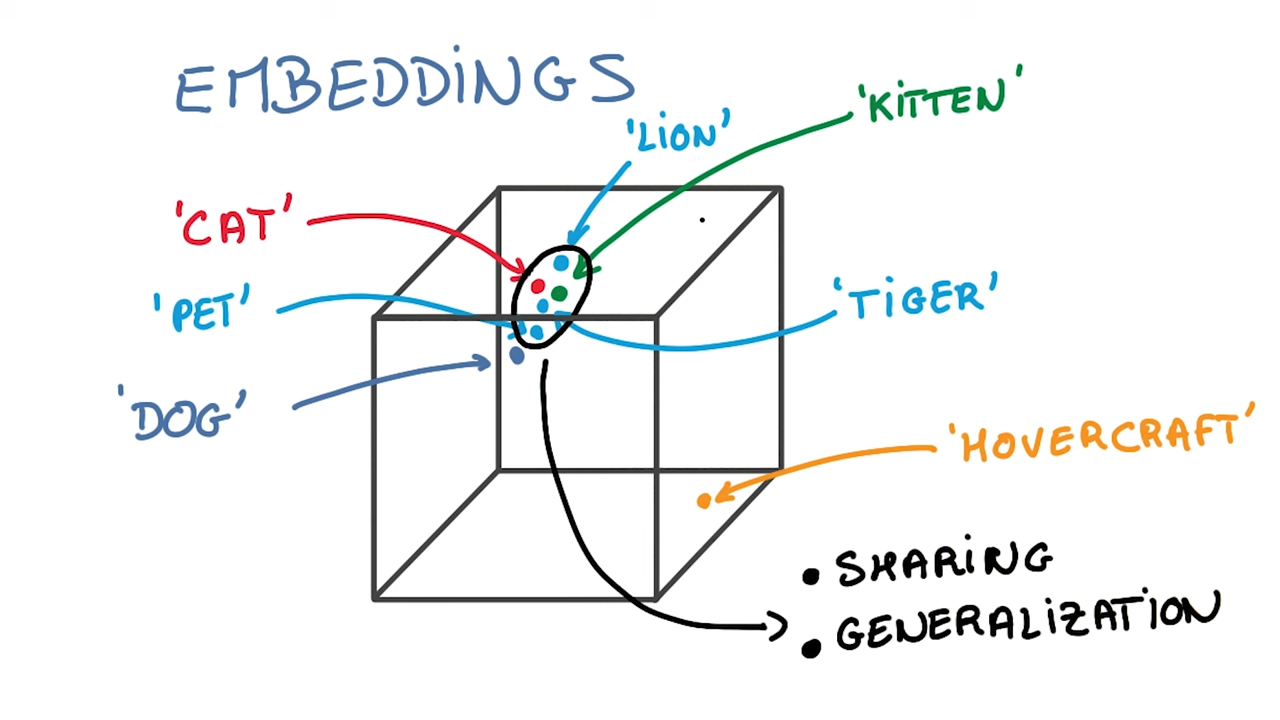 EMBEDDINGS
'LION'
'KITTEN'
'CAT'
'PET'
'TIGER'
'DOG'
'HOVERCRAFT'
• SHARING
• GENERALIZATION